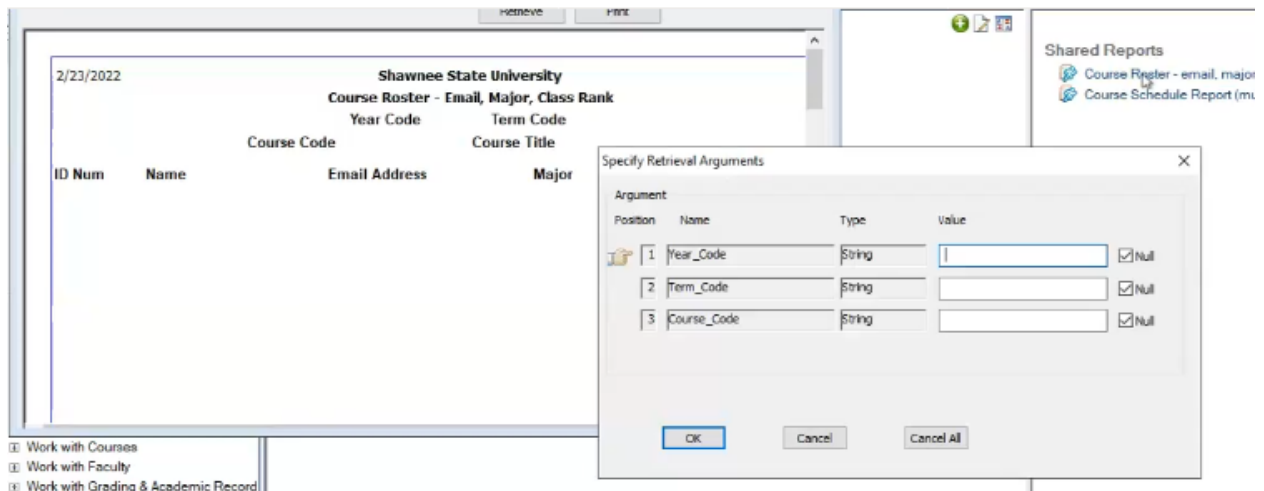 Retrieve Print
2/23/2022 Shawnee State University
Course Roster - Email, Major, Class Rank
Year Code Term Code
Course Code Course Title
ID Num Name Email Address Major
Shared Reports
Course Roster - email, major
Course Schedule Report (mu
Specify Retrieval Arguments
Argument
Position Name Type Value
1 Year_Code String Null
2 Term_Code String Null
3 Course_Code String Null
OK Cancel Cancel All
Work with Courses
Work with Faculty
Work with Grading & Academic Record